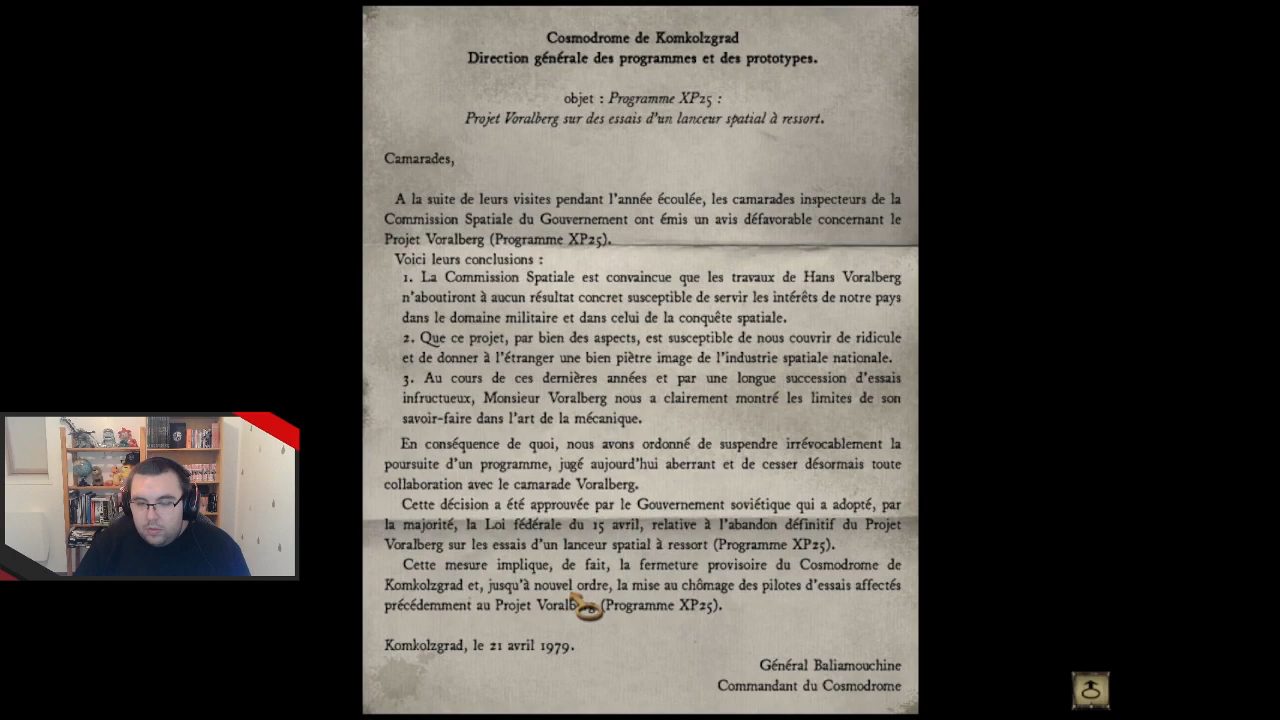 Cosmodrome de Komkolzgrad
Direction générale des programmes et des prototypes.
objet : Programme XP25 :
Projet Voralberg sur des essais d'un lanceur spatial à ressort.
Camarades,
A la suite de leurs visites pendant l'année écoulée, les camarades inspecteurs de la
Commission Spatiale du Gouvernement ont émis un avis défavorable concernant le
Projet Voralberg (Programme XP25).
Voici leurs conclusions :
1. La Commission Spatiale est convaincue que les travaux de Hans Voralberg
n'aboutiront à aucun résultat concret susceptible de servir les intérêts de notre pays
dans le domaine militaire et dans celui de la conquête spatiale.
2. Que ce projet, par bien des aspects, est susceptible de nous couvrir de ridicule
et de donner à l'étranger une bien piètre image de l'industrie spatiale nationale.
3. Au cours de ces dernières années et par une longue succession d'essais
infructueux, Monsieur Voralberg nous a clairement montré les limites de son
savoir-faire dans l'art de la mécanique.
En conséquence de quoi, nous avons ordonné de suspendre irrévocablement la
poursuite d'un programme, jugé aujourd'hui aberrant et de cesser désormais toute
collaboration avec le camarade Voralberg.
Cette décision a été approuvée par le Gouvernement soviétique qui a adopté, par
la majorité, la Loi fédérale du 15 avril, relative à l'abandon définitif du Projet
Voralberg sur les essais d'un lanceur spatial à ressort (Programme XP25).
Cette mesure implique, de fait, la fermeture provisoire du Cosmodrome de
Komkolzgrad et, jusqu'à nouvel ordre, la mise au chômage des pilotes d'essais affectés
précédemment au Projet Voralberg (Programme XP25).
Komkolzgrad, le 21 avril 1979.
Général Baliamouchine
Commandant du Cosmodrome